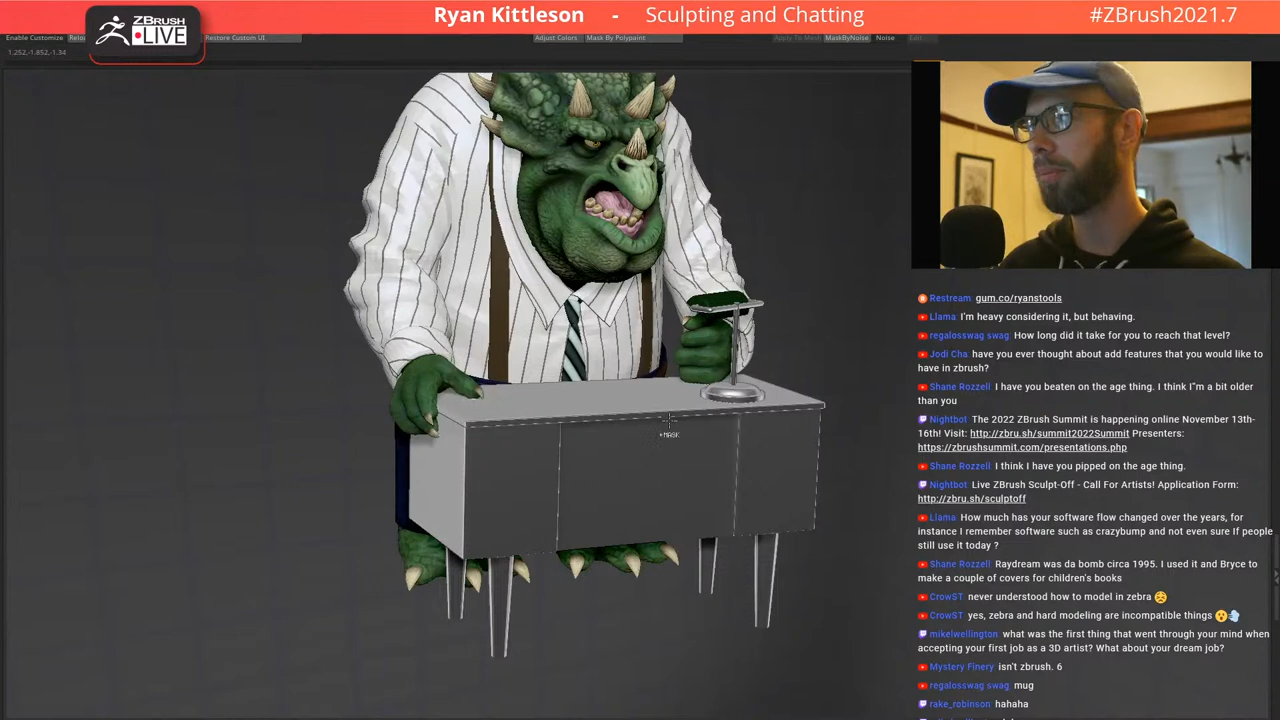 Ryan Kittleson - Sculpting and Chatting #ZBrush2021.7
ZBRUSH
LIVE
Enable Customize Restore Custom UI Adjust Colors Mask By Polypaint Apply To Mesh MaskByNoise Noise Edit
1.252,-1.852,-1.34
+MASK
Restream gum.co/ryanstools
Llama I'm heavy considering it, but behaving.
regalosswag swag How long did it take for you to reach that level?
Jodi Cha have you ever thought about add features that you would like to
have in zbrush?
Shane Rozzell I have you beaten on the age thing. I think I"m a bit older
than you
Nightbot The 2022 ZBrush Summit is happening online November 13th-
16th! Visit: http://zbru.sh/summit2022Summit Presenters:
https://zbrushsummit.com/presentations.php
Shane Rozzell I think I have you pipped on the age thing.
Nightbot Live ZBrush Sculpt-Off - Call For Artists! Application Form:
http://zbru.sh/sculptoff
Llama How much has your software flow changed over the years, for
instance I remember software such as crazybump and not even sure If people
still use it today ?
Shane Rozzell Raydream was da bomb circa 1995. I used it and Bryce to
make a couple of covers for children's books
CrowST never understood how to model in zebra 😥
CrowST yes, zebra and hard modeling are incompatible things 😮💨
mikelwellington what was the first thing that went through your mind when
accepting your first job as a 3D artist? What about your dream job?
Mystery Finery isn't zbrush. 6
regalosswag swag mug
rake_robinson hahaha